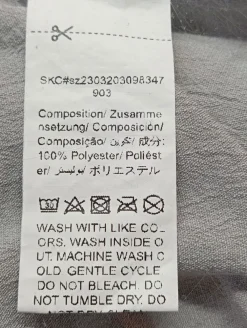 SKC#sz2303203098347
903
Composition/ Zusamme
nsetzung/ Composición/
Composição/ تكوين/ 成分:
100% Polyester/ Poliést
er/ بوليستر/ ポリエステル
WASH WITH LIKE COL
ORS. WASH INSIDE O
UT. MACHINE WASH C
OLD GENTLE CYCLE
DO NOT BLEACH. DO
NOT TUMBLE DRY. DO